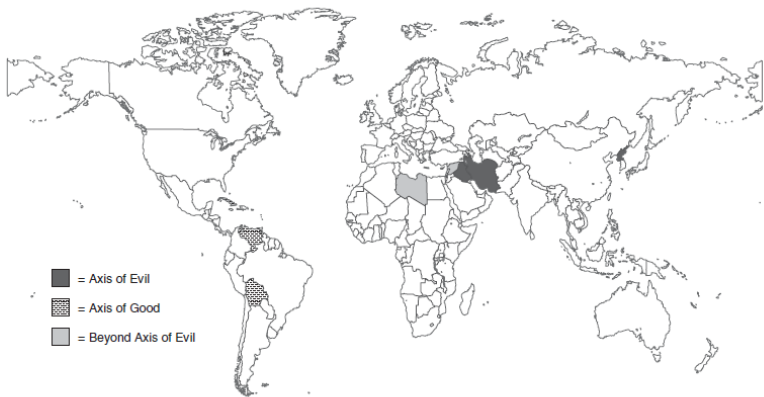 = Axis of Evil
= Axis of Good
= Beyond Axis of Evil